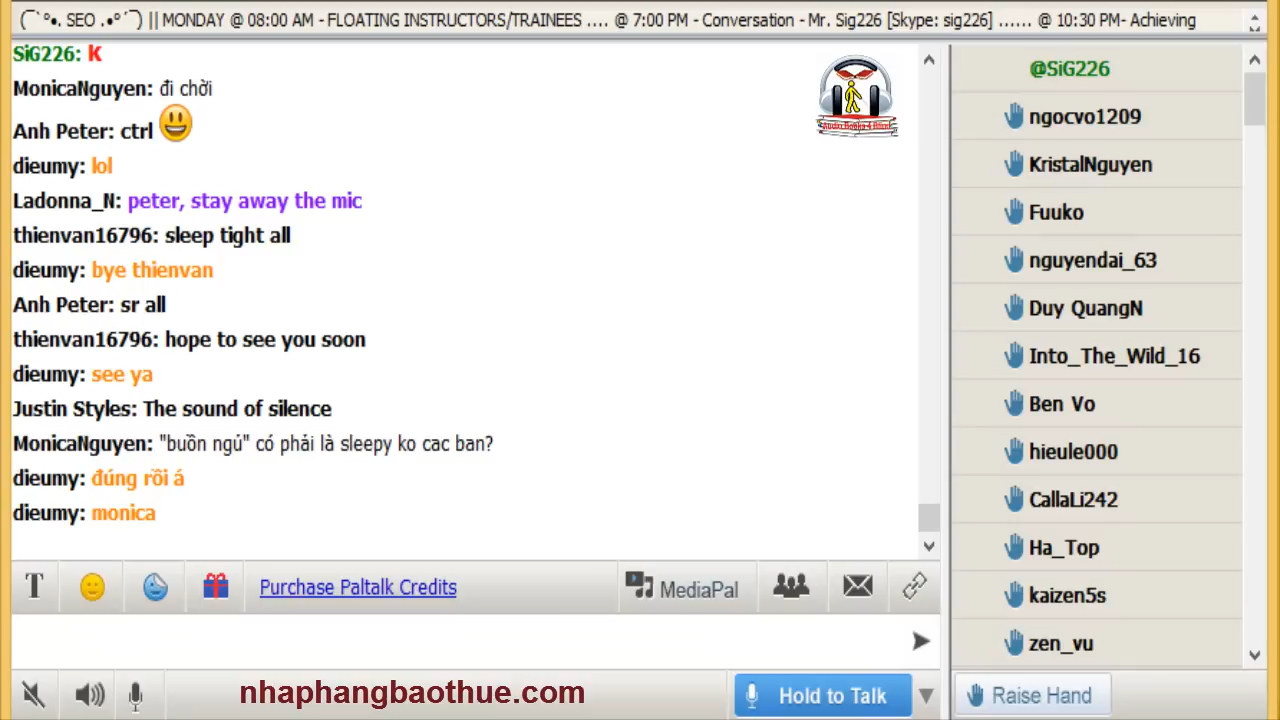 (¯`°•. SEO .•°´¯) || MONDAY @ 08:00 AM - FLOATING INSTRUCTORS/TRAINEES .... @ 7:00 PM - Conversation - Mr. Sig226 [Skype: sig226] ...... @ 10:30 PM- Achieving
SiG226: K
MonicaNguyen: đi chời
Anh Peter: ctrl
dieumy: lol
Ladonna_N: peter, stay away the mic
thienvan16796: sleep tight all
dieumy: bye thienvan
Anh Peter: sr all
thienvan16796: hope to see you soon
dieumy: see ya
Justin Styles: The sound of silence
MonicaNguyen: "buồn ngủ" có phải là sleepy ko cac ban?
dieumy: đúng rồi á
dieumy: monica
T
Purchase Paltalk Credits
MediaPal
nhaphangbaothue.com
Hold to Talk
@SiG226
ngocvo1209
KristalNguyen
Fuuko
nguyendai_63
Duy QuangN
Into_The_Wild_16
Ben Vo
hieule000
CallaLi242
Ha_Top
kaizen5s
zen_vu
Raise Hand